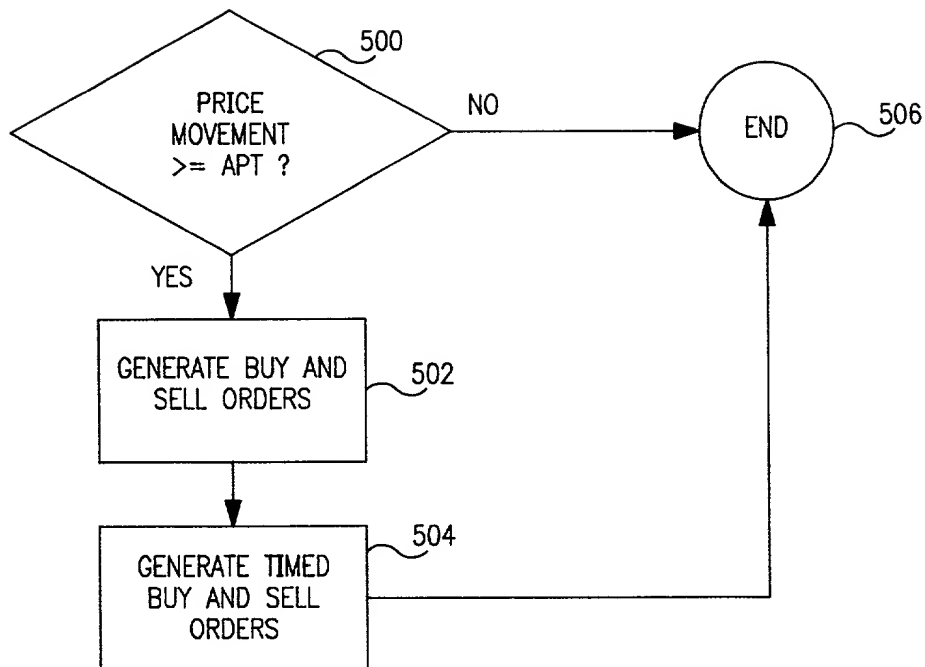 500
PRICE
MOVEMENT
>= APT ?
NO
END
506
YES
GENERATE BUY AND
SELL ORDERS
502
504
GENERATE TIMED
BUY AND SELL
ORDERS